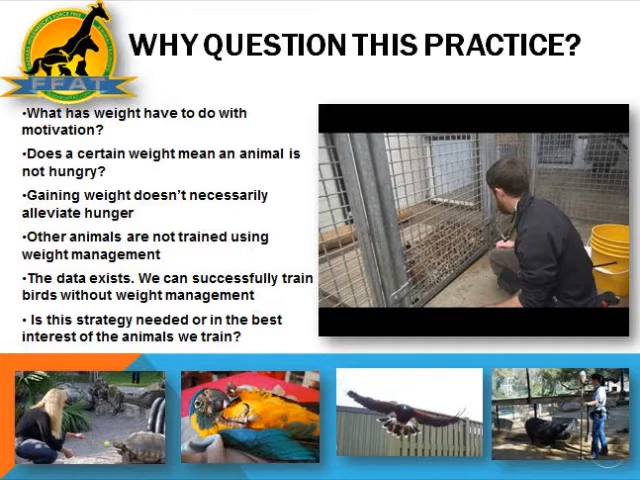 WHY QUESTION THIS PRACTICE?
FFAT
•What has weight have to do with
motivation?
•Does a certain weight mean an animal is
not hungry?
•Gaining weight doesn’t necessarily
alleviate hunger
•Other animals are not trained using
weight management
•The data exists. We can successfully train
birds without weight management
• Is this strategy needed or in the best
interest of the animals we train?